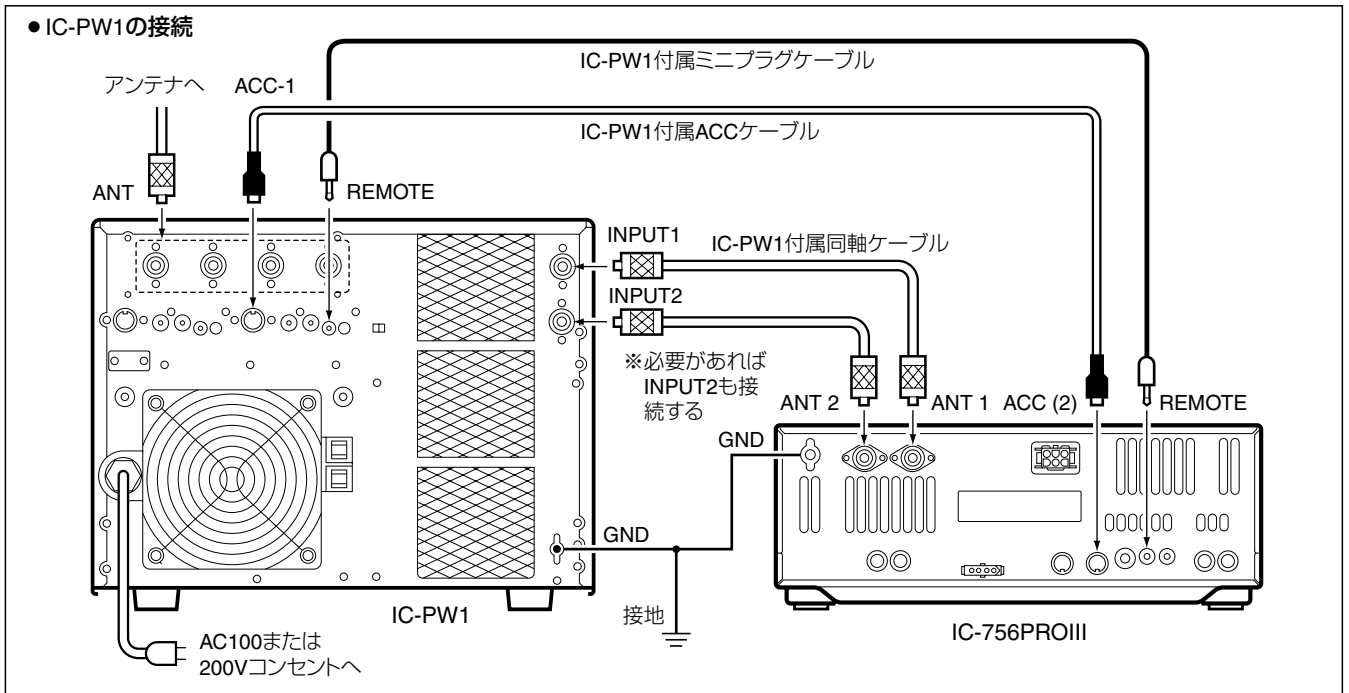 ●IC-PW1の接続
IC-PW1付属ミニプラグケーブル
アンテナへ
ACC-1
IC-PW1付属ACCケーブル
ANT
REMOTE
INPUT1
IC-PW1付属同軸ケーブル
INPUT2
※必要があれば
INPUT2も接
続する
ANT 2
ANT 1
ACC (2)
REMOTE
GND
GND
接地
IC-PW1
IC-756PROIII
AC100または
200Vコンセントへ